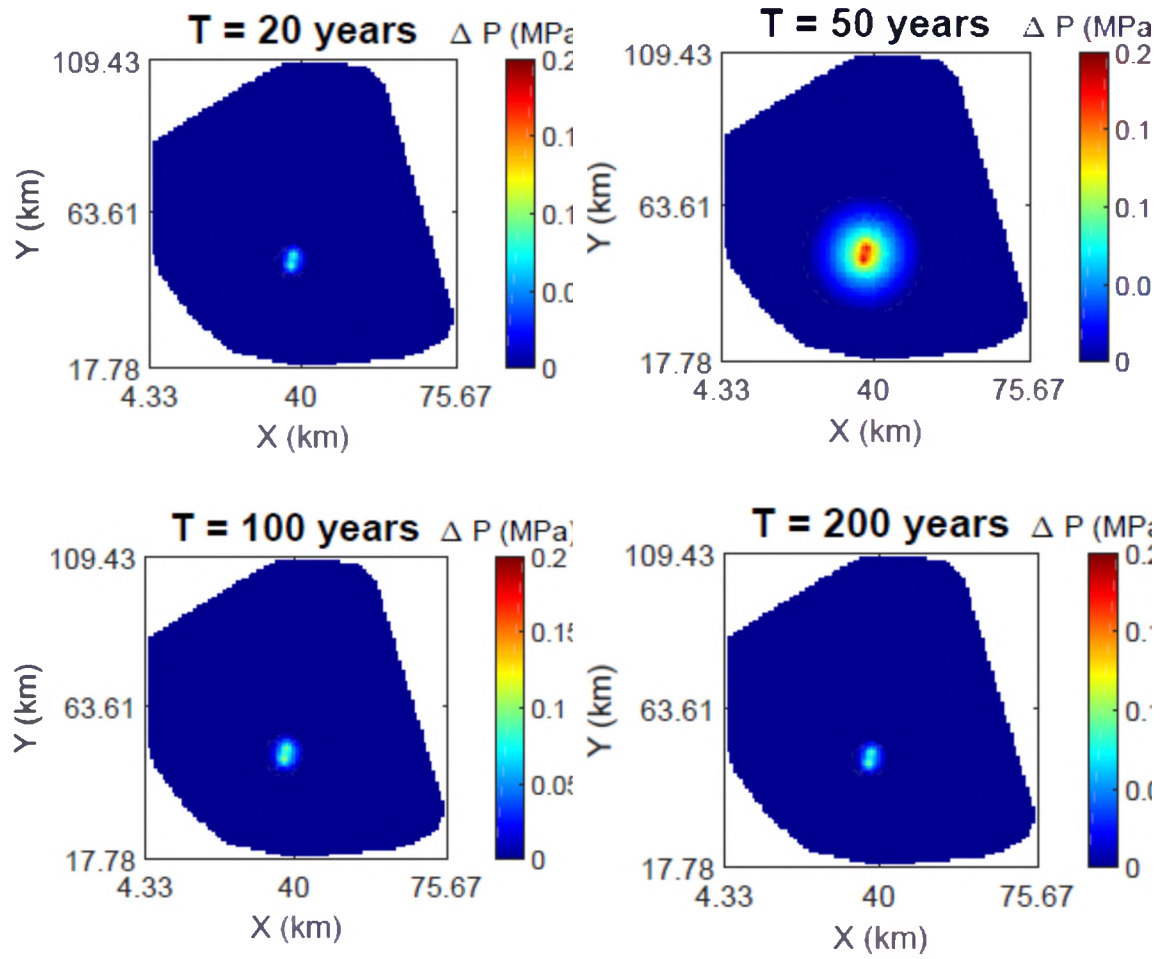 T = 20 years Δ P (MPa
109.43
63.61
17.78
Y (km)
4.33 40 75.67
X (km)
0.2
0.1
0.1
0.0
0
T = 50 years Δ P (MPa
109.43
63.61
17.78
Y (km)
4.33 40 75.67
X (km)
0.2
0.1
0.1
0.0
0
T = 100 years Δ P (MPa)
109.43
63.61
17.78
Y (km)
4.33 40 75.67
X (km)
0.2
0.15
0.1
0.05
0
T = 200 years Δ P (MPa
109.43
63.61
17.78
Y (km)
4.33 40 75.67
X (km)
0.2
0.1
0.1
0.0
0